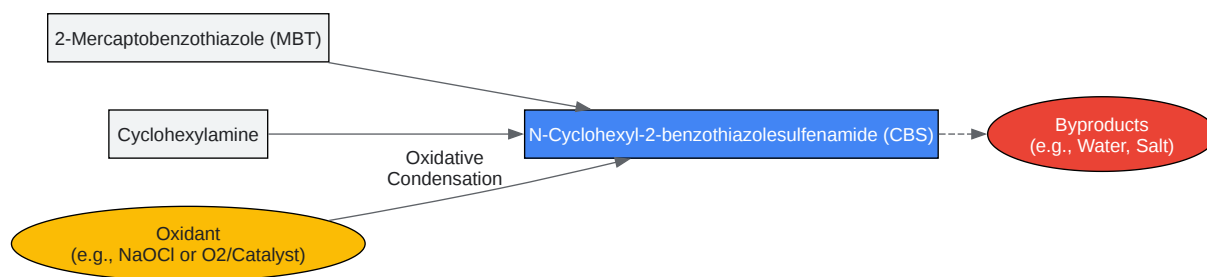 2-Mercaptobenzothiazole (MBT)
Cyclohexylamine
N-Cyclohexyl-2-benzothiazolesulfenamide (CBS)
Byproducts
(e.g., Water, Salt)
Oxidative
Condensation
Oxidant
(e.g., NaOCl or O2/Catalyst)